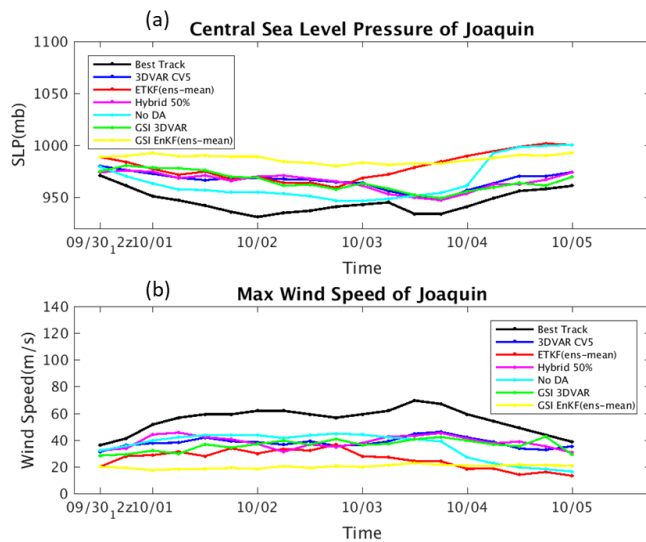 (a)
Central Sea Level Pressure of Joaquin
1100
1050
1000
950
SLP(mb)
Best Track
3DVAR CV5
ETKF(ens-mean)
Hybrid 50%
No DA
GSI 3DVAR
GSI EnKF(ens-mean)
09/30₁2z 10/01 10/02 10/03 10/04 10/05
Time
(b)
Max Wind Speed of Joaquin
140
120
100
80
60
40
20
0
Wind Speed(m/s)
Best Track
3DVAR CV5
ETKF(ens-mean)
Hybrid 50%
No DA
GSI 3DVAR
GSI EnKF(ens-mean)
09/30₁2z 10/01 10/02 10/03 10/04 10/05
Time